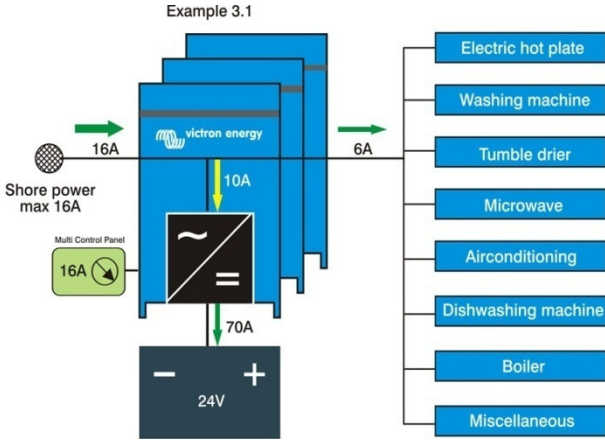 Example 3.1
victron energy
16A
6A
Shore power
max 16A
10A
Multi Control Panel
16A
~
=
70A
− +
24V
Electric hot plate
Washing machine
Tumble drier
Microwave
Airconditioning
Dishwashing machine
Boiler
Miscellaneous